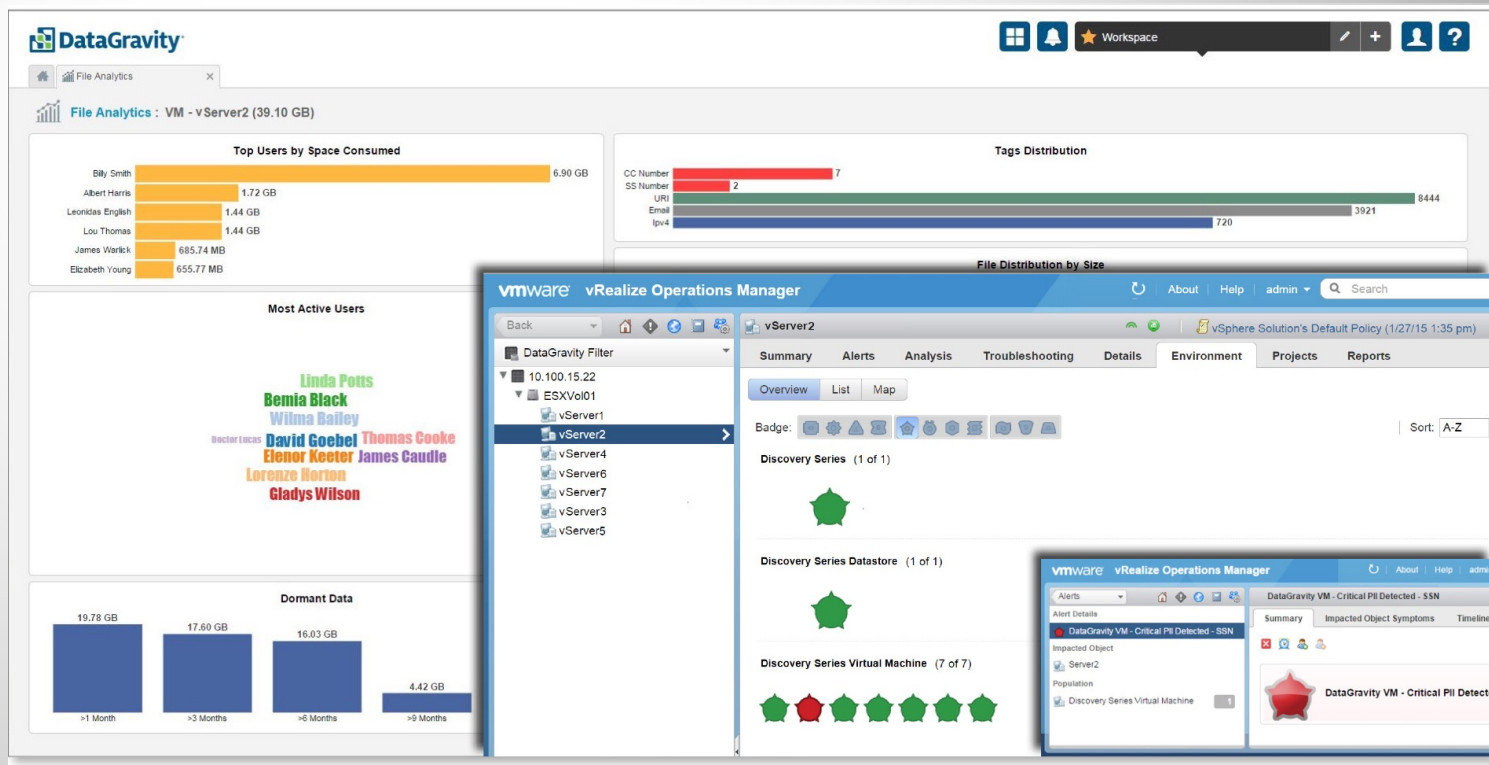 DataGravity
Workspace
File Analytics
File Analytics : VM - vServer2 (39.10 GB)
Top Users by Space Consumed
Billy Smith 6.90 GB
Albert Harris 1.72 GB
Leonidas English 1.44 GB
Lou Thomas 1.44 GB
James Warlick 685.74 MB
Elizabeth Young 655.77 MB
Tags Distribution
CC Number 7
SS Number 2
URI 8444
Email 3921
Ipv4 720
File Distribution by Size
Most Active Users
Linda Potts
Bemia Black
Wilma Bailey
Doctor Lucas David Goebel Thomas Cooke
Elenor Keeter James Caudle
Lorenzo Horton
Gladys Wilson
Dormant Data
19.78 GB
17.60 GB
16.03 GB
4.42 GB
>1 Month >3 Months >6 Months >9 Months
vmware vRealize Operations Manager
About Help admin Search
Back
DataGravity Filter
10.100.15.22
ESXVol01
vServer1
vServer2
vServer4
vServer6
vServer7
vServer3
vServer5
vServer2
vSphere Solution's Default Policy (1/27/15 1:35 pm)
Summary Alerts Analysis Troubleshooting Details Environment Projects Reports
Overview List Map
Badge:
Sort: A-Z
Discovery Series (1 of 1)
Discovery Series Datastore (1 of 1)
Discovery Series Virtual Machine (7 of 7)
vmware vRealize Operations Manager
About Help admi
Alerts
Alert Details
DataGravity VM - Critical PII Detected - SSN
Impacted Object
Server2
Population
Discovery Series Virtual Machine 1
DataGravity VM - Critical PII Detected - SSN
Summary Impacted Object Symptoms Timeline
DataGravity VM - Critical PII Detect